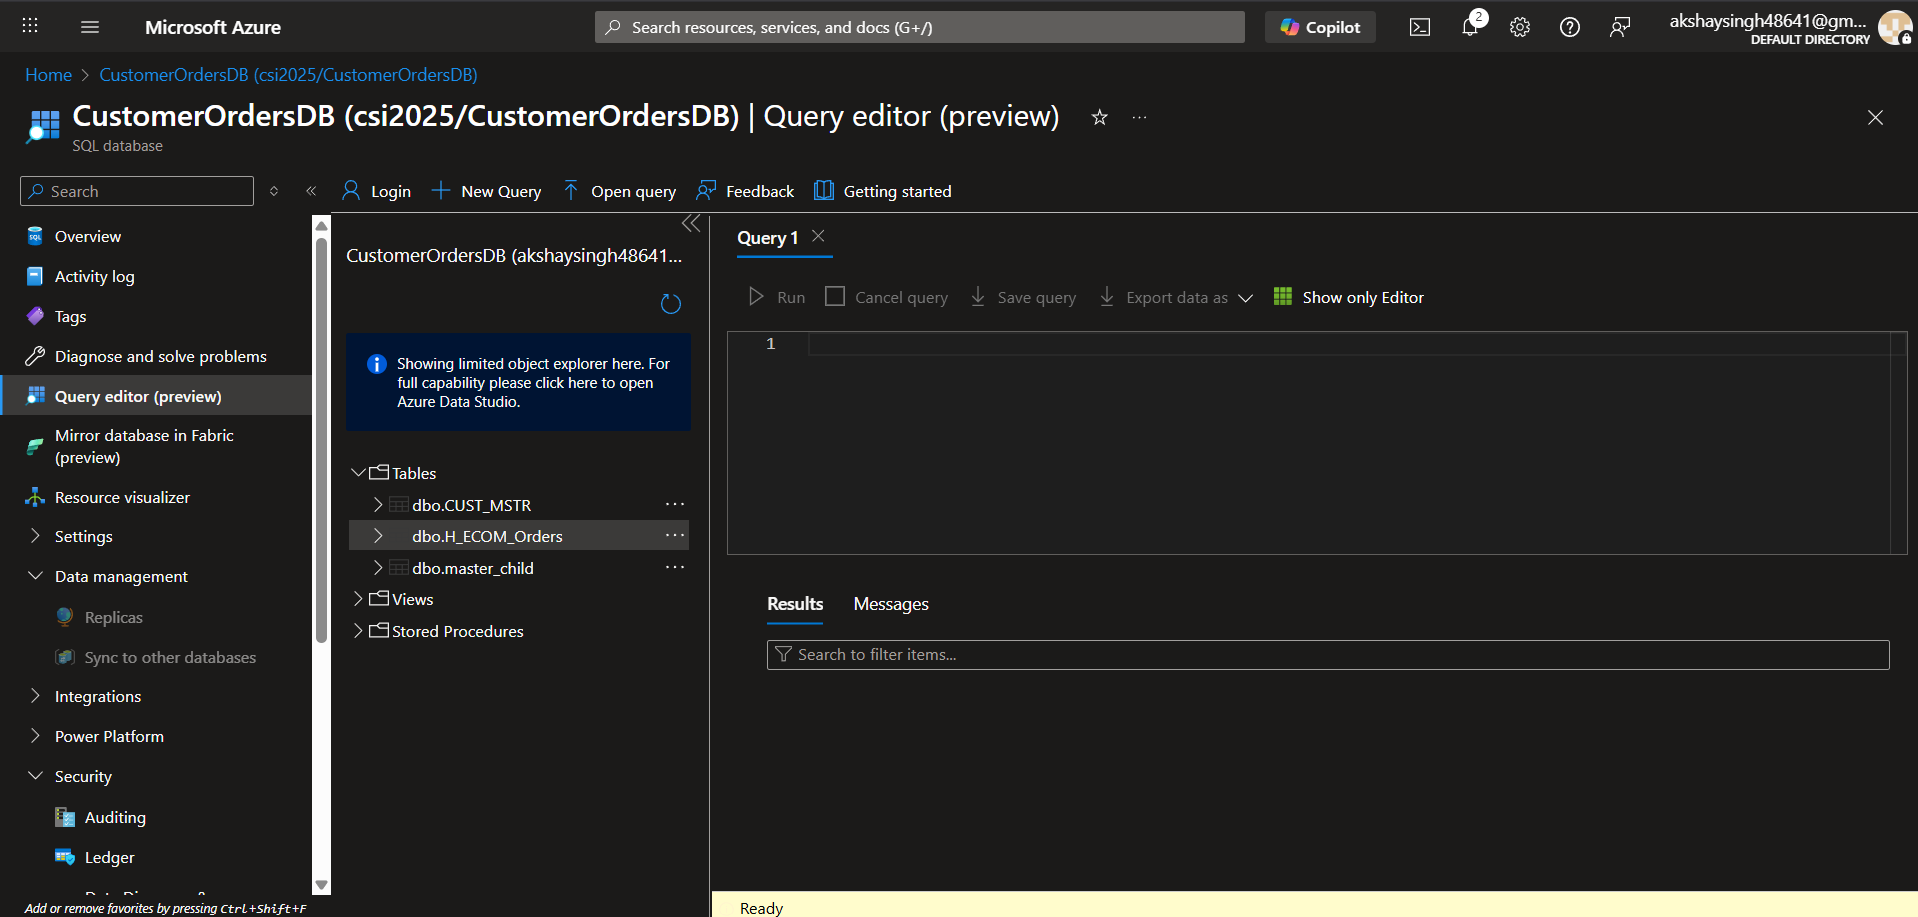 Microsoft Azure
Search resources, services, and docs (G+/)
Copilot
2
akshaysingh48641@gm...
DEFAULT DIRECTORY
Home > CustomerOrdersDB (csi2025/CustomerOrdersDB)
CustomerOrdersDB (csi2025/CustomerOrdersDB) | Query editor (preview)
SQL database
Search
Login
New Query
Open query
Feedback
Getting started
Overview
Activity log
Tags
Diagnose and solve problems
Query editor (preview)
Mirror database in Fabric
(preview)
Resource visualizer
Settings
Data management
Replicas
Sync to other databases
Integrations
Power Platform
Security
Auditing
Ledger
Add or remove favorites by pressing Ctrl+Shift+F
CustomerOrdersDB (akshaysingh48641...
Showing limited object explorer here. For
full capability please click here to open
Azure Data Studio.
Tables
dbo.CUST_MSTR
dbo.H_ECOM_Orders
dbo.master_child
Views
Stored Procedures
Query 1
Run
Cancel query
Save query
Export data as
Show only Editor
1
Results
Messages
Search to filter items...
Ready